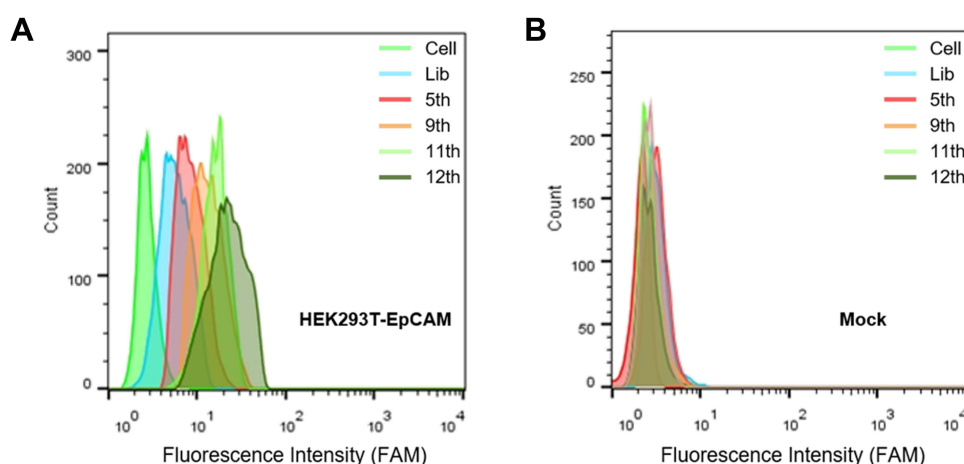 A
300
200
100
0
Count
Cell
Lib
5th
9th
11th
12th
HEK293T-EpCAM
10^0 10^1 10^2 10^3 10^4
Fluorescence Intensity (FAM)
B
250
200
150
100
50
0
Count
Cell
Lib
5th
9th
11th
12th
Mock
10^0 10^1 10^2 10^3 10^4
Fluorescence Intensity (FAM)